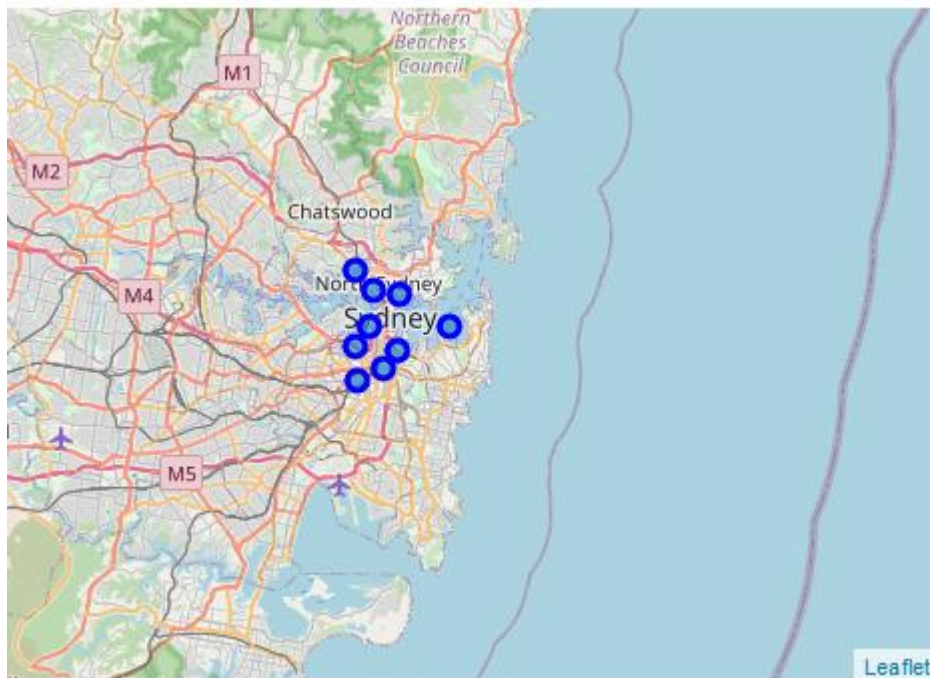 Northern
Beaches
Council
M1
M2
Chatswood
North Sydney
M4
Sydney
M5
Leaflet